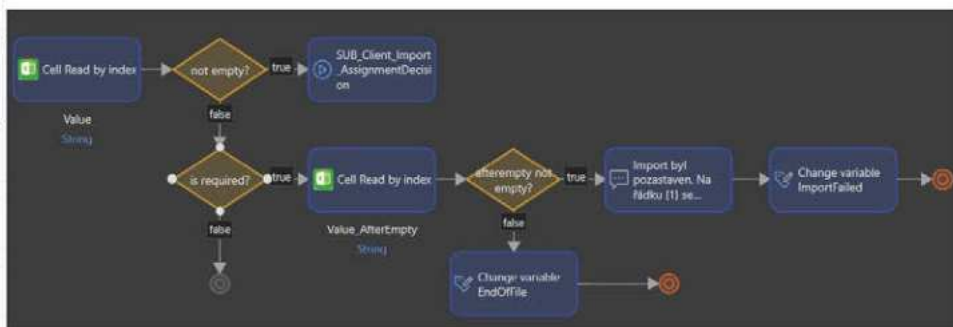 Cell Read by index
Value
String
not empty?
true
SUB_Client_Import
_AssignmentDecisi
on
false
is required?
true
Cell Read by index
Value_AfterEmpty
String
afterempty not
empty?
true
Import byl
pozastaven. Na
řádku {1} se...
Change variable
ImportFailed
false
false
Change variable
EndOfFile